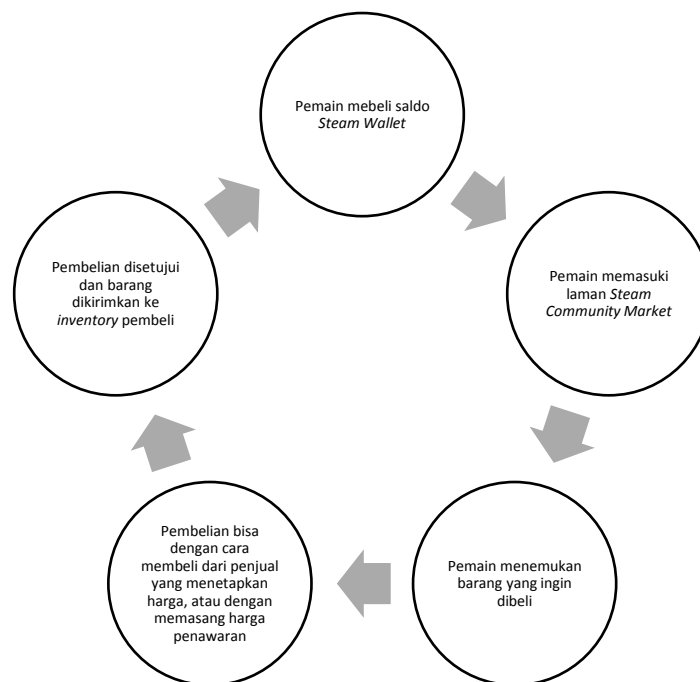 Pemain mebeli saldo
Steam Wallet
Pemain memasuki
laman Steam
Community Market
Pemain menemukan
barang yang ingin
dibeli
Pembelian bisa
dengan cara
membeli dari penjual
yang menetapkan
harga, atau dengan
memasang harga
penawaran
Pembelian disetujui
dan barang
dikirimkan ke
inventory pembeli